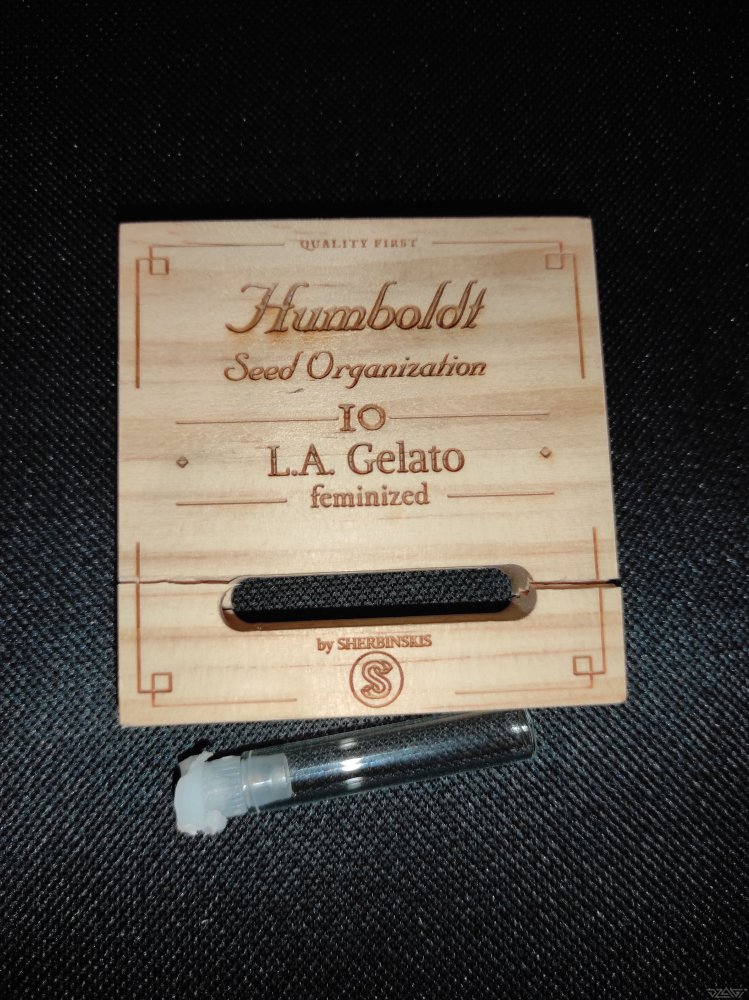 QUALITY FIRST
Humboldt
Seed Organization
10
L.A. Gelato
feminized
by SHERBINSKIS
S